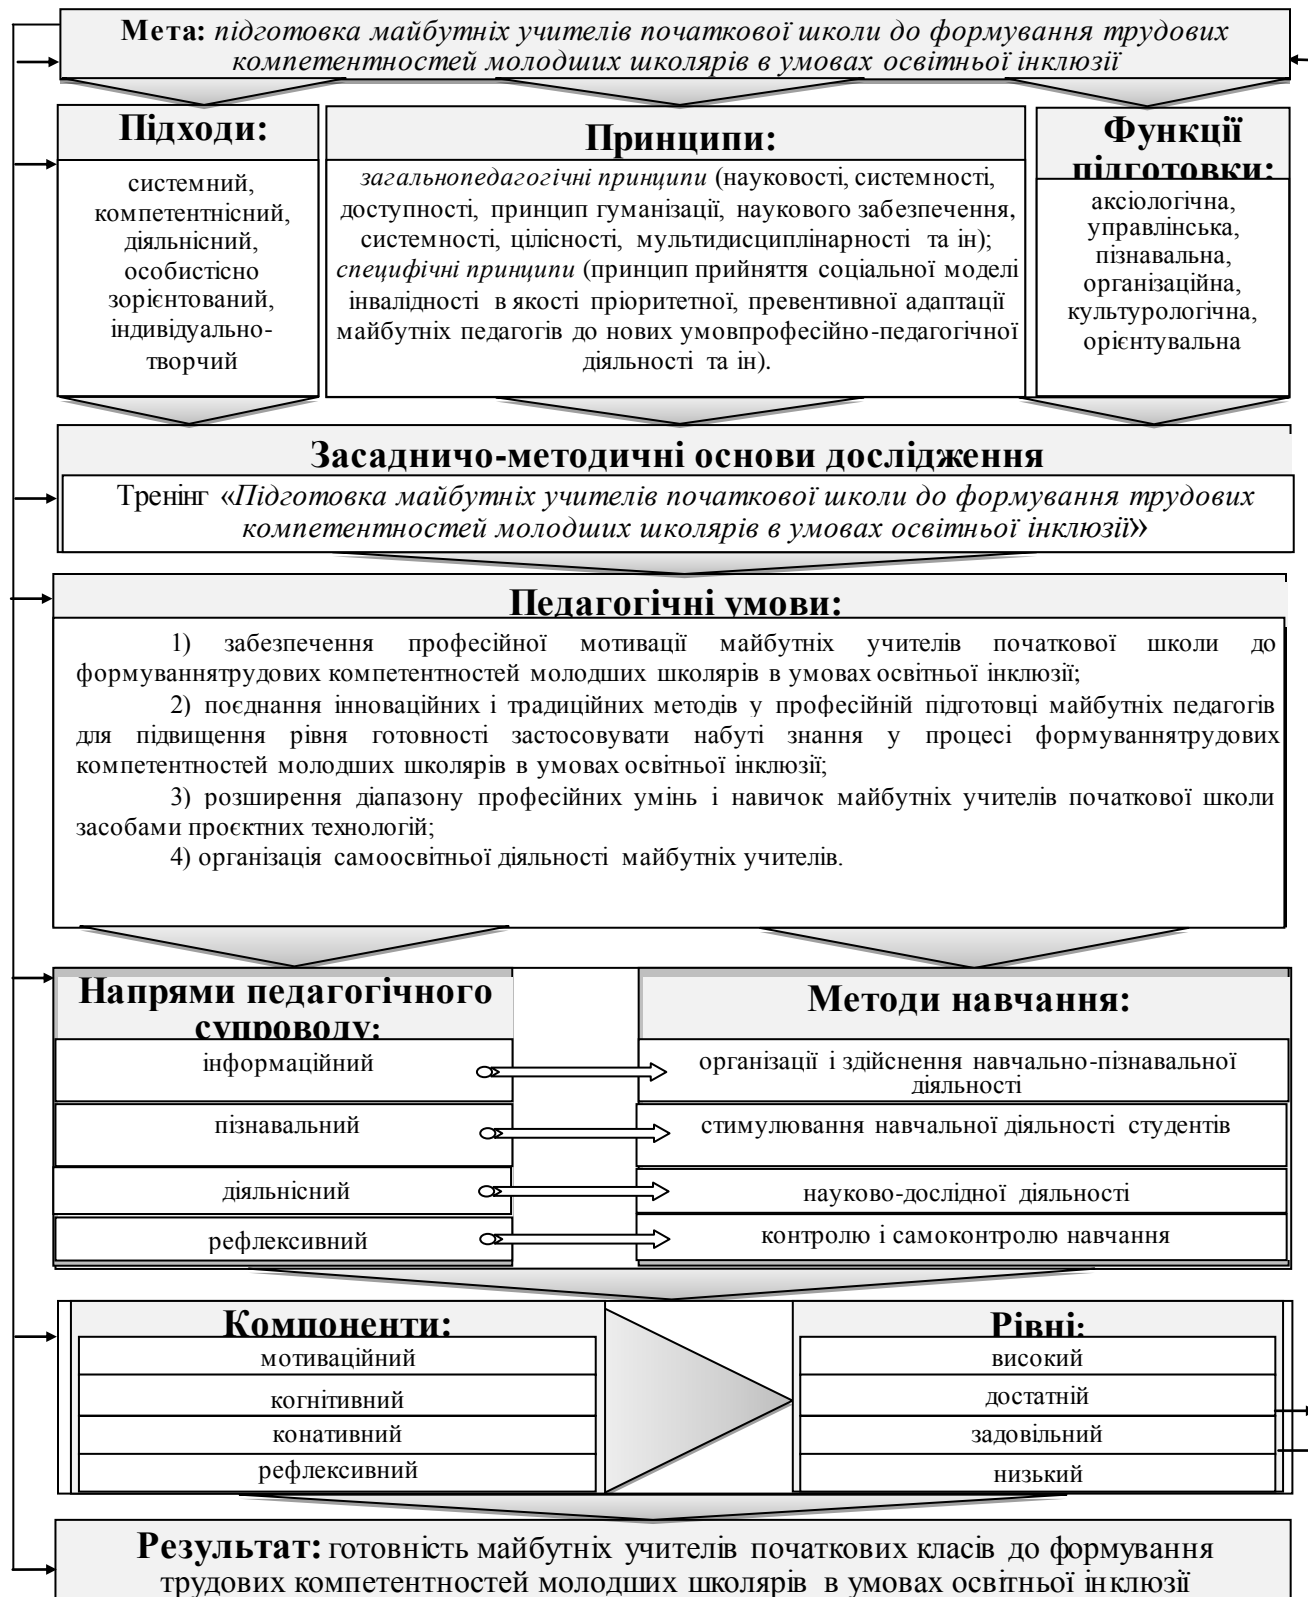 Мета: підготовка майбутніх учителів початкової школи до формування трудових
компетентностей молодших школярів в умовах освітньої інклюзії
Підходи:
системний,
компетентнісний,
діяльнісний,
особистісно
зорієнтований,
індивідуально-
творчий
Принципи:
загальнопедагогічні принципи (науковості, системності,
доступності, принцип гуманізації, наукового забезпечення,
системності, цілісності, мультидисциплінарності та ін);
специфічні принципи (принцип прийняття соціальної моделі
інвалідності в якості пріоритетної, превентивної адаптації
майбутніх педагогів до нових умовпрофесійно-педагогічної
діяльності та ін).
Функції
підготовки:
аксіологічна,
управлінська,
пізнавальна,
організаційна,
культурологічна,
орієнтувальна
Засадничо-методичні основи дослідження
Тренінг «Підготовка майбутніх учителів початкової школи до формування трудових
компетентностей молодших школярів в умовах освітньої інклюзії»
Педагогічні умови:
1) забезпечення професійної мотивації майбутніх учителів початкової школи до
формуваннятрудових компетентностей молодших школярів в умовах освітньої інклюзії;
2) поєднання інноваційних і традиційних методів у професійній підготовці майбутніх педагогів
для підвищення рівня готовності застосовувати набуті знання у процесі формуваннятрудових
компетентностей молодших школярів в умовах освітньої інклюзії;
3) розширення діапазону професійних умінь і навичок майбутніх учителів початкової школи
засобами проєктних технологій;
4) організація самоосвітньої діяльності майбутніх учителів.
Напрями педагогічного
супроводу:
інформаційний
пізнавальний
діяльнісний
рефлексивний
Методи навчання:
організації і здійснення навчально-пізнавальної
діяльності
стимулювання навчальної діяльності студентів
науково-дослідної діяльності
контролю і самоконтролю навчання
Компоненти:
мотиваційний
когнітивний
конативний
рефлексивний
Рівні:
високий
достатній
задовільний
низький
Результат: готовність майбутніх учителів початкових класів до формування
трудових компетентностей молодших школярів в умовах освітньої інклюзії